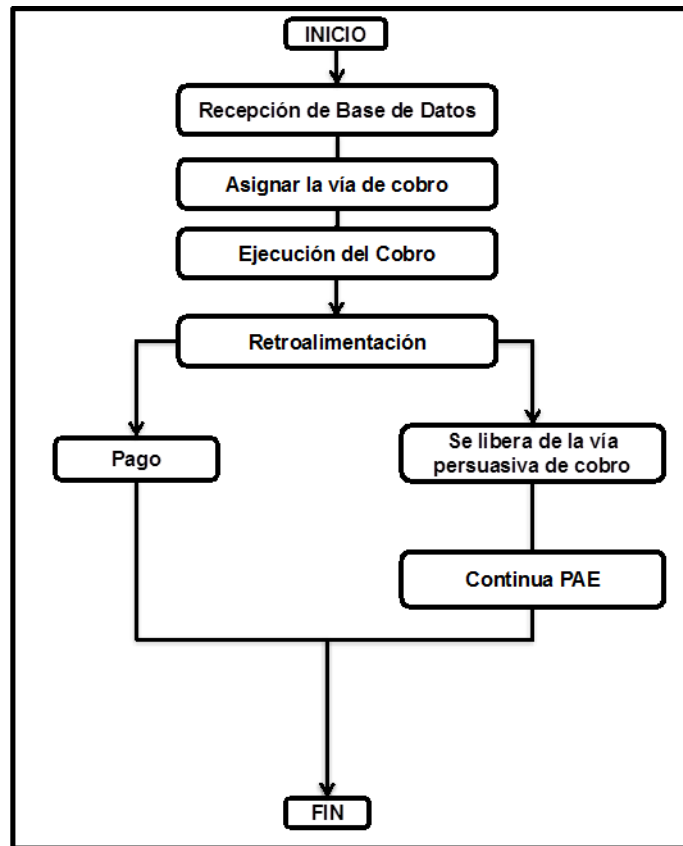 INICIO
Recepción de Base de Datos
Asignar la vía de cobro
Ejecución del Cobro
Retroalimentación
Pago
Se libera de la vía
persuasiva de cobro
Continua PAE
FIN